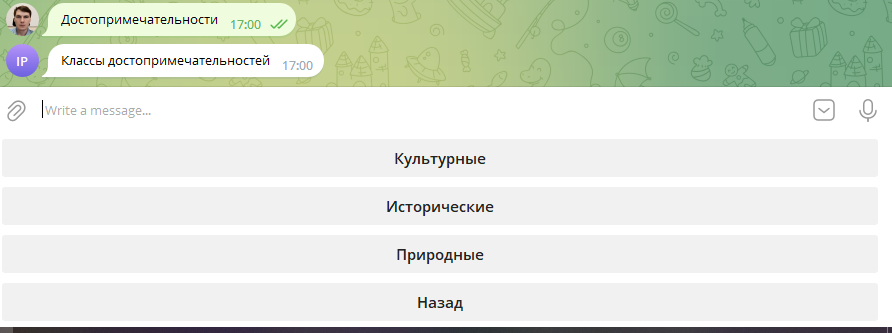 Достопримечательности 17:00
IP
Классы достопримечательностей 17:00
Write a message...
Культурные
Исторические
Природные
Назад